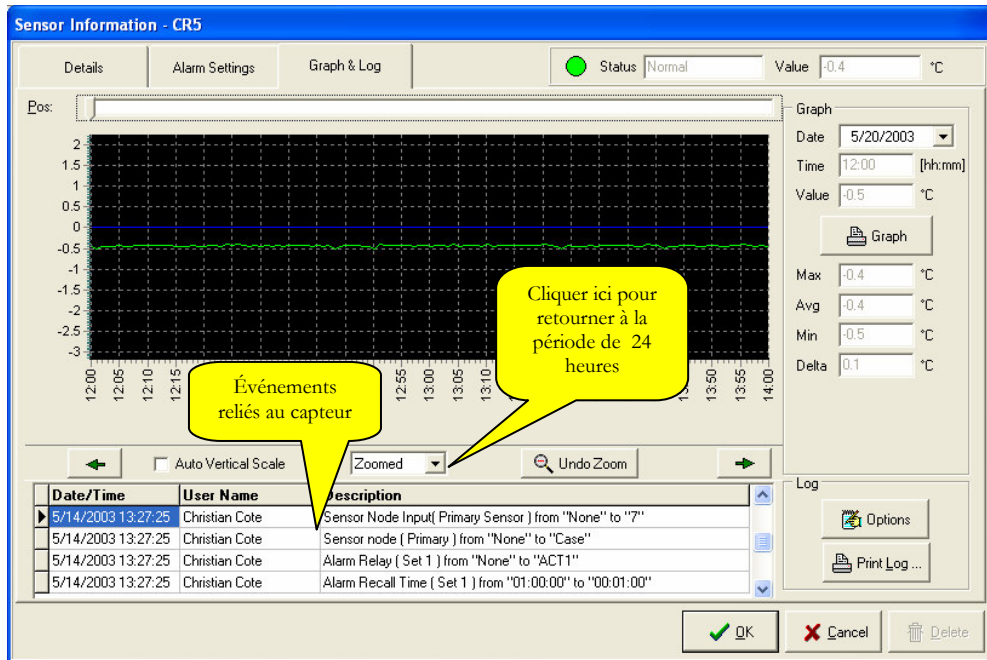 Sensor Information - CR5
Details
Alarm Settings
Graph & Log
Status Normal
Value -0.4 °C
Pos:
2
1.5
1
0.5
0
-0.5
-1
-1.5
-2
-2.5
-3
12:00
12:05
12:10
12:15
12:55
13:00
13:05
13:10
13:50
13:55
14:00
Événements
reliés au capteur
Cliquer ici pour
retourner à la
période de 24
heures
Graph
Date 5/20/2003
Time 12:00 [hh:mm]
Value -0.5 °C
Graph
Max -0.4 °C
Avg -0.4 °C
Min -0.5 °C
Delta 0.1 °C
Auto Vertical Scale
Zoomed
Undo Zoom
Date/Time User Name Description
5/14/2003 13:27:25 Christian Cote Sensor Node Input( Primary Sensor ) from "None" to "7"
5/14/2003 13:27:25 Christian Cote Sensor node ( Primary ) from "None" to "Case"
5/14/2003 13:27:25 Christian Cote Alarm Relay ( Set 1 ) from "None" to "ACT1"
5/14/2003 13:27:25 Christian Cote Alarm Recall Time ( Set 1 ) from "01:00:00" to "00:01:00"
Log
Options
Print Log ...
OK
Cancel
Delete